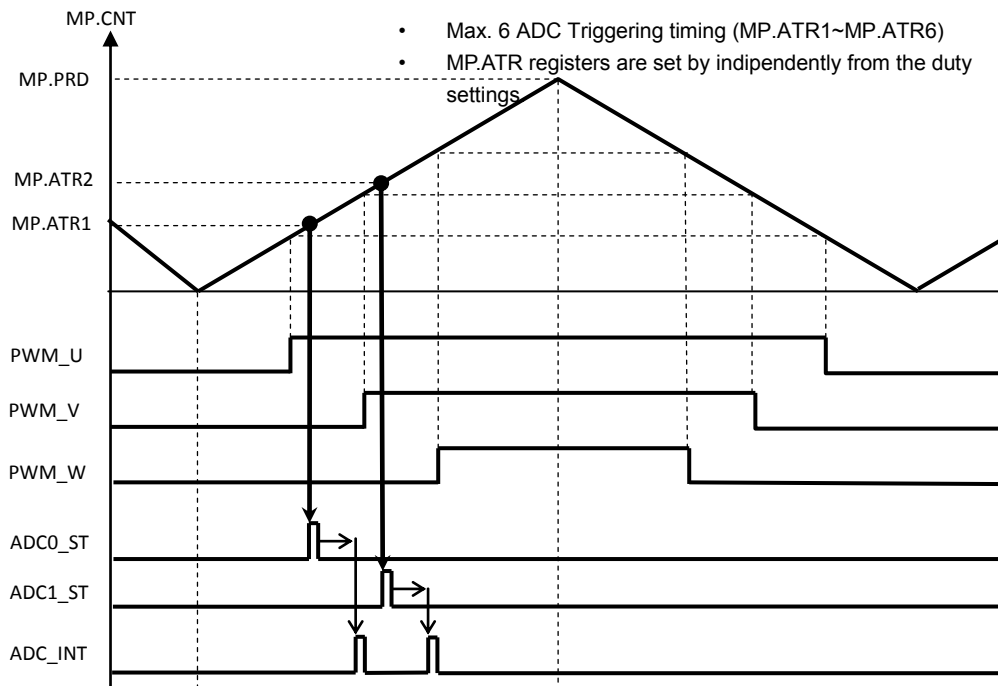 MP.CNT
• Max. 6 ADC Triggering timing (MP.ATR1~MP.ATR6)
• MP.ATR registers are set by indipendently from the duty
settings
MP.PRD
MP.ATR2
MP.ATR1
PWM_U
PWM_V
PWM_W
ADC0_ST
ADC1_ST
ADC_INT